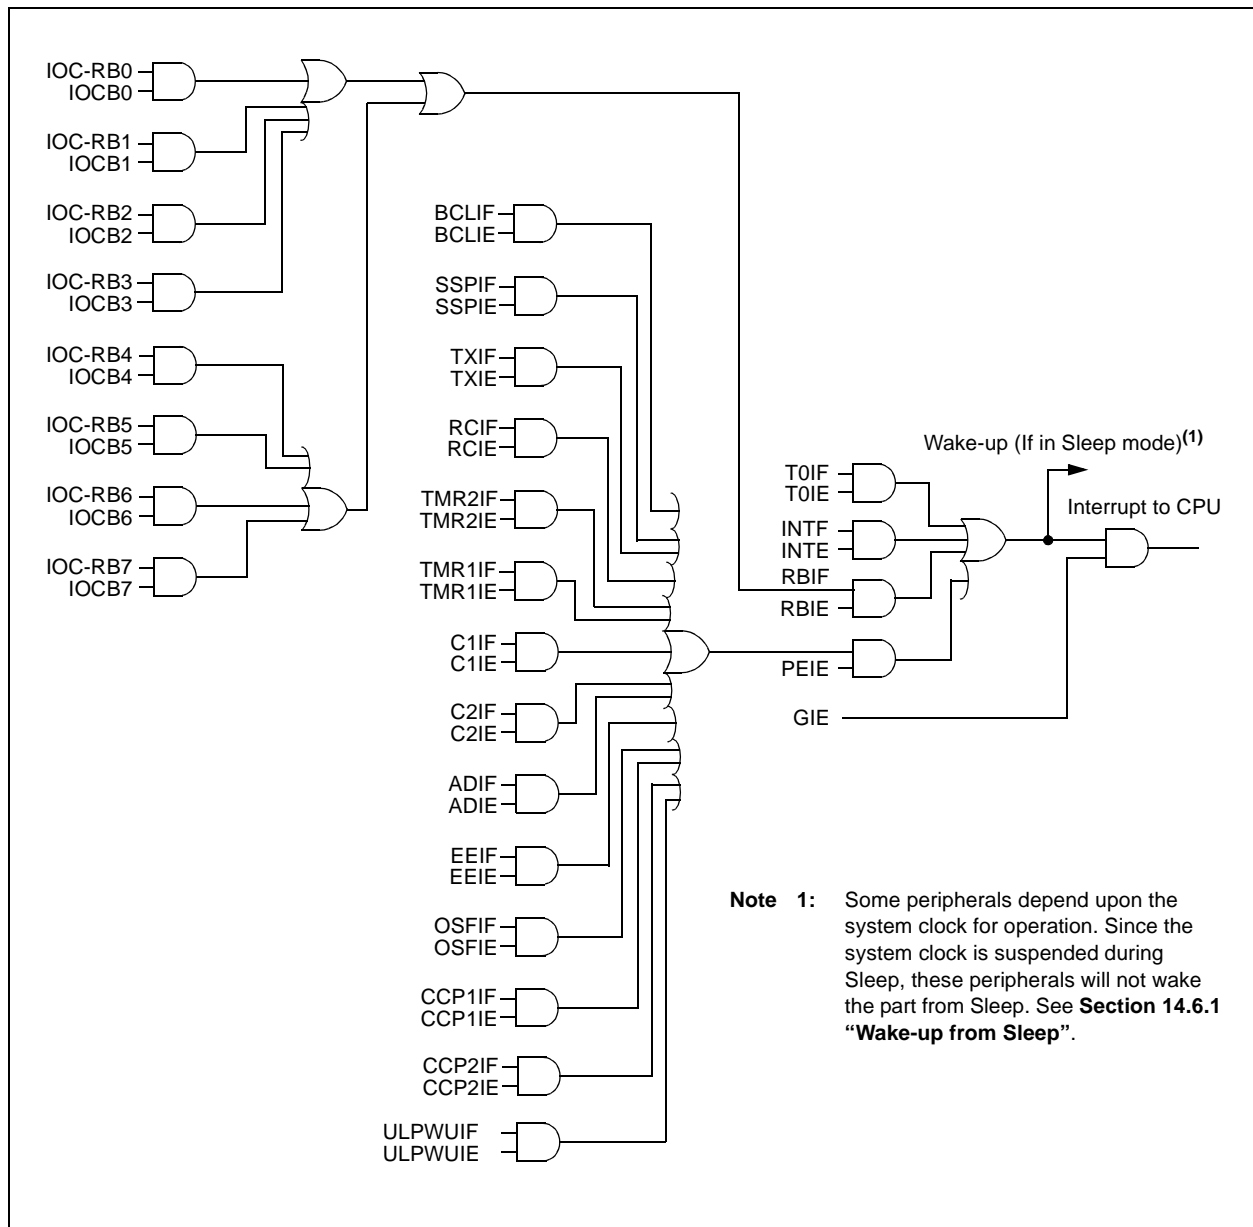 IOC-RB0
IOCB0
IOC-RB1
IOCB1
IOC-RB2
IOCB2
IOC-RB3
IOCB3
IOC-RB4
IOCB4
IOC-RB5
IOCB5
IOC-RB6
IOCB6
IOC-RB7
IOCB7
BCLIF
BCLIE
SSPIF
SSPIE
TXIF
TXIE
RCIF
RCIE
TMR2IF
TMR2IE
TMR1IF
TMR1IE
C1IF
C1IE
C2IF
C2IE
ADIF
ADIE
EEIF
EEIE
OSFIF
OSFIE
CCP1IF
CCP1IE
CCP2IF
CCP2IE
ULPWUIF
ULPWUIE
T0IF
T0IE
INTF
INTE
RBIF
RBIE
PEIE
GIE
Wake-up (If in Sleep mode)(1)
Interrupt to CPU
Note 1: Some peripherals depend upon the
system clock for operation. Since the
system clock is suspended during
Sleep, these peripherals will not wake
the part from Sleep. See Section 14.6.1
“Wake-up from Sleep”.